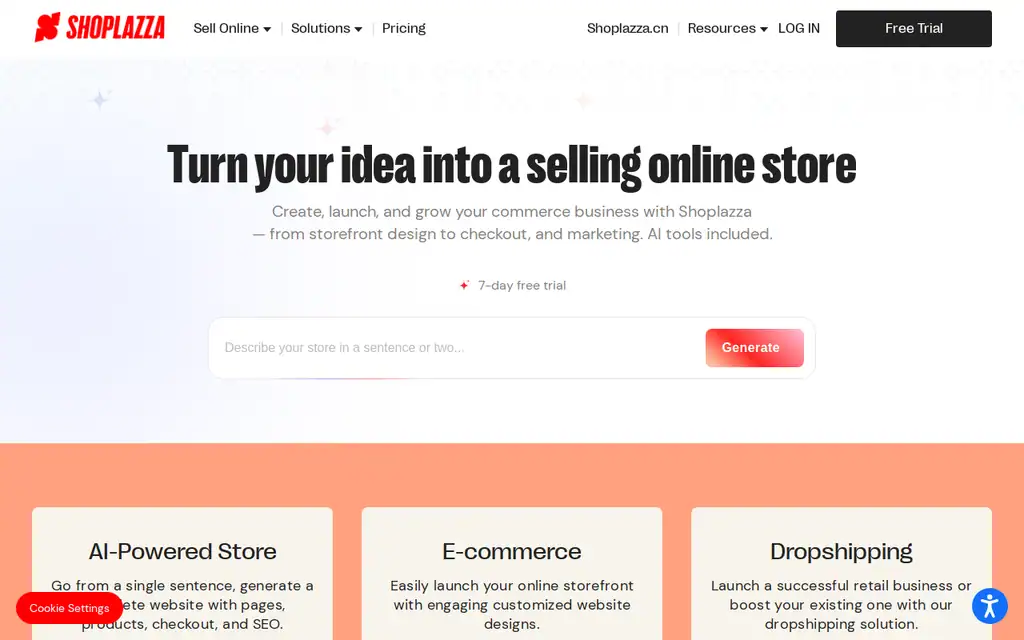 SHOPLAZZA
Sell Online
Solutions
Pricing
Shoplazza.cn
Resources
LOG IN
Free Trial
Turn your idea into a selling online store
Create, launch, and grow your commerce business with Shoplazza
— from storefront design to checkout, and marketing. AI tools included.
7-day free trial
Describe your store in a sentence or two...
Generate
AI-Powered Store
Go from a single sentence, generate a
website with pages,
products, checkout, and SEO.
E-commerce
Easily launch your online storefront
with engaging customized website
designs.
Dropshipping
Launch a successful retail business or
boost your existing one with our
dropshipping solution.
Cookie Settings